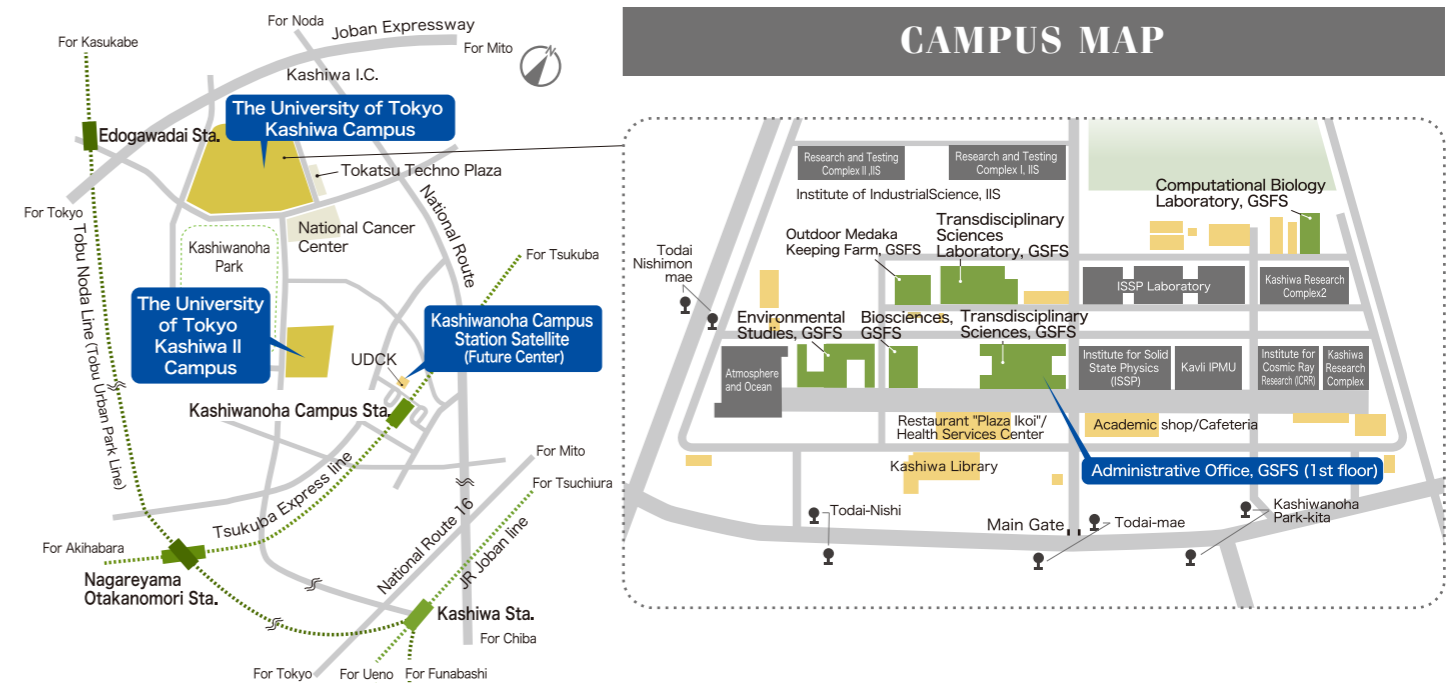 For Noda
Joban Expressway
For Kasukabe
For Mito
N
Kashiwa I.C.
The University of Tokyo
Kashiwa Campus
Edogawadai Sta.
Tokatsu Techno Plaza
National Route
For Tokyo
National Cancer
Center
Tobu Noda Line (Tobu Urban Park Line)
Kashiwanoha
Park
For Tsukuba
The University
of Tokyo
Kashiwa II
Campus
Kashiwanoha Campus
Station Satellite
(Future Center)
UDCK
Kashiwanoha Campus Sta.
For Mito
Tsukuba Express line
For Tsuchiura
National Route 16
JR Joban line
For Akihabara
Nagareyama
Otakanomori Sta.
Kashiwa Sta.
For Chiba
For Tokyo
For Ueno
For Funabashi
CAMPUS MAP
Research and Testing
Complex II ,IIS
Research and Testing
Complex I, IIS
Institute of IndustrialScience, IIS
Computational Biology
Laboratory, GSFS
Transdisciplinary
Sciences
Laboratory, GSFS
Outdoor Medaka
Keeping Farm, GSFS
Todai
Nishimon
mae
ISSP Laboratory
Kashiwa Research
Complex2
Environmental
Studies, GSFS
Biosciences,
GSFS
Transdisciplinary
Sciences, GSFS
Atmosphere
and Ocean
Institute for Solid
State Physics
(ISSP)
Kavli IPMU
Institute for
Cosmic Ray
Research (ICRR)
Kashiwa
Research
Complex
Restaurant "Plaza Ikoi"/
Health Services Center
Academic shop/Cafeteria
Kashiwa Library
Administrative Office, GSFS (1st floor)
Todai-Nishi
Main Gate
Todai-mae
Kashiwanoha
Park-kita